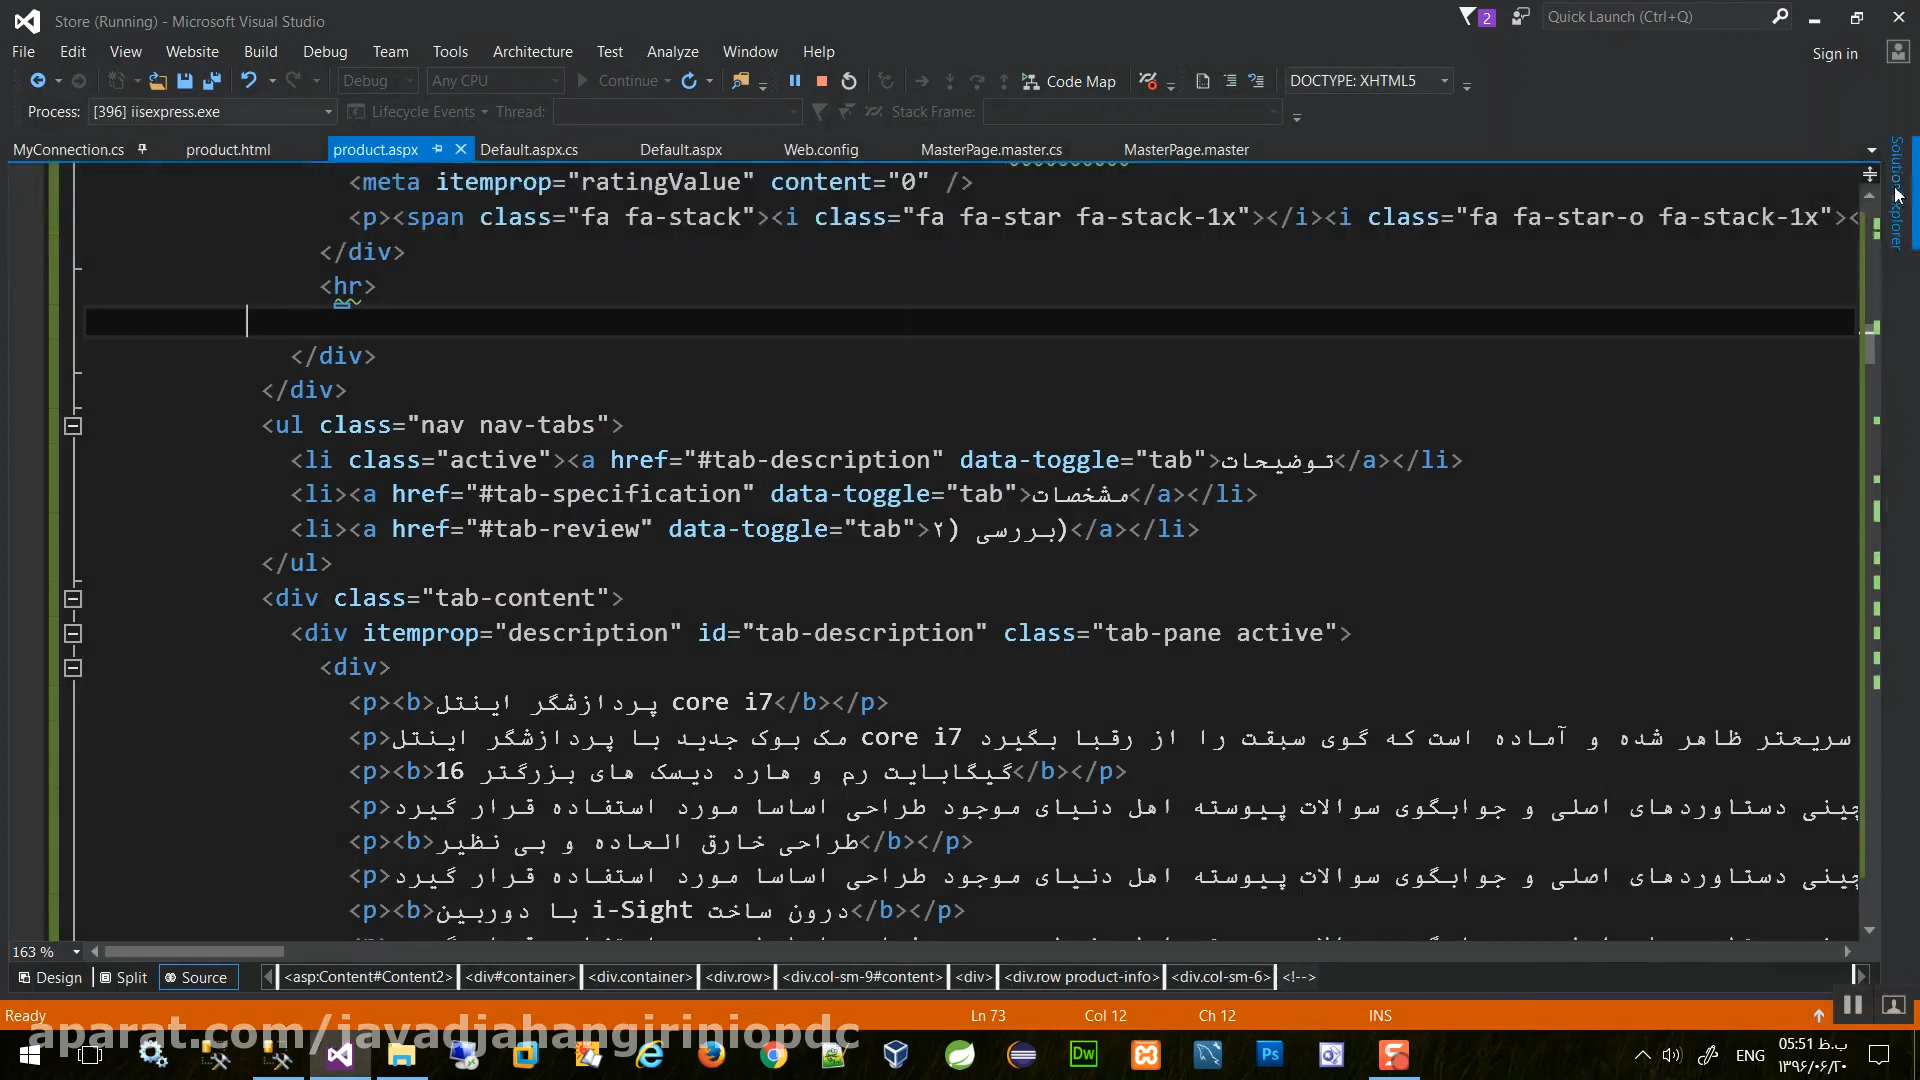 Store (Running) - Microsoft Visual Studio
2
Quick Launch (Ctrl+Q)
File Edit View Website Build Debug Team Tools Architecture Test Analyze Window Help
Sign in
Debug Any CPU Continue Code Map DOCTYPE: XHTML5
Process: [396] iisexpress.exe Lifecycle Events Thread: Stack Frame:
MyConnection.cs product.html product.aspx Default.aspx.cs Default.aspx Web.config MasterPage.master.cs MasterPage.master
Solution Explorer
<meta itemprop="ratingValue" content="0" />
<p><span class="fa fa-stack"><i class="fa fa-star fa-stack-1x"></i><i class="fa fa-star-o fa-stack-1x"><
</div>
<hr>
</div>
</div>
<ul class="nav nav-tabs">
<li class="active"><a href="#tab-description" data-toggle="tab">توضیحات</a></li>
<li><a href="#tab-specification" data-toggle="tab">مشخصات</a></li>
<li><a href="#tab-review" data-toggle="tab">بررسی (۲)</a></li>
</ul>
<div class="tab-content">
<div itemprop="description" id="tab-description" class="tab-pane active">
<div>
<p><b>پردازشگر اینتل core i7</b></p>
<p>مک بوک جدید با پردازشگر اینتل core i7 سریعتر ظاهر شده و آماده است که گوی سبقت را از رقبا بگیرد
<p><b>16 گیگابایت رم و هارد دیسک های بزرگتر</b></p>
<p>چینی دستاوردهای اصلی و جوابگوی سوالات پیوسته اهل دنیای موجود طراحی اساسا مورد استفاده قرار گیرد
<p><b>طراحی خارق العاده و بی نظیر</b></p>
<p>چینی دستاوردهای اصلی و جوابگوی سوالات پیوسته اهل دنیای موجود طراحی اساسا مورد استفاده قرار گیرد
<p><b>با دوربین i-Sight درون ساخت</b></p>
163 %
Design Split Source <asp:Content#Content2> <div#container> <div.container> <div.row> <div.col-sm-9#content> <div> <div.row product-info> <div.col-sm-6> <!-->
Ready Ln 73 Col 12 Ch 12 INS
aparat.com/javadjahangiriniopdc
ENG
05:51 ب.ظ
۱۳۹۶/۰۶/۲۰